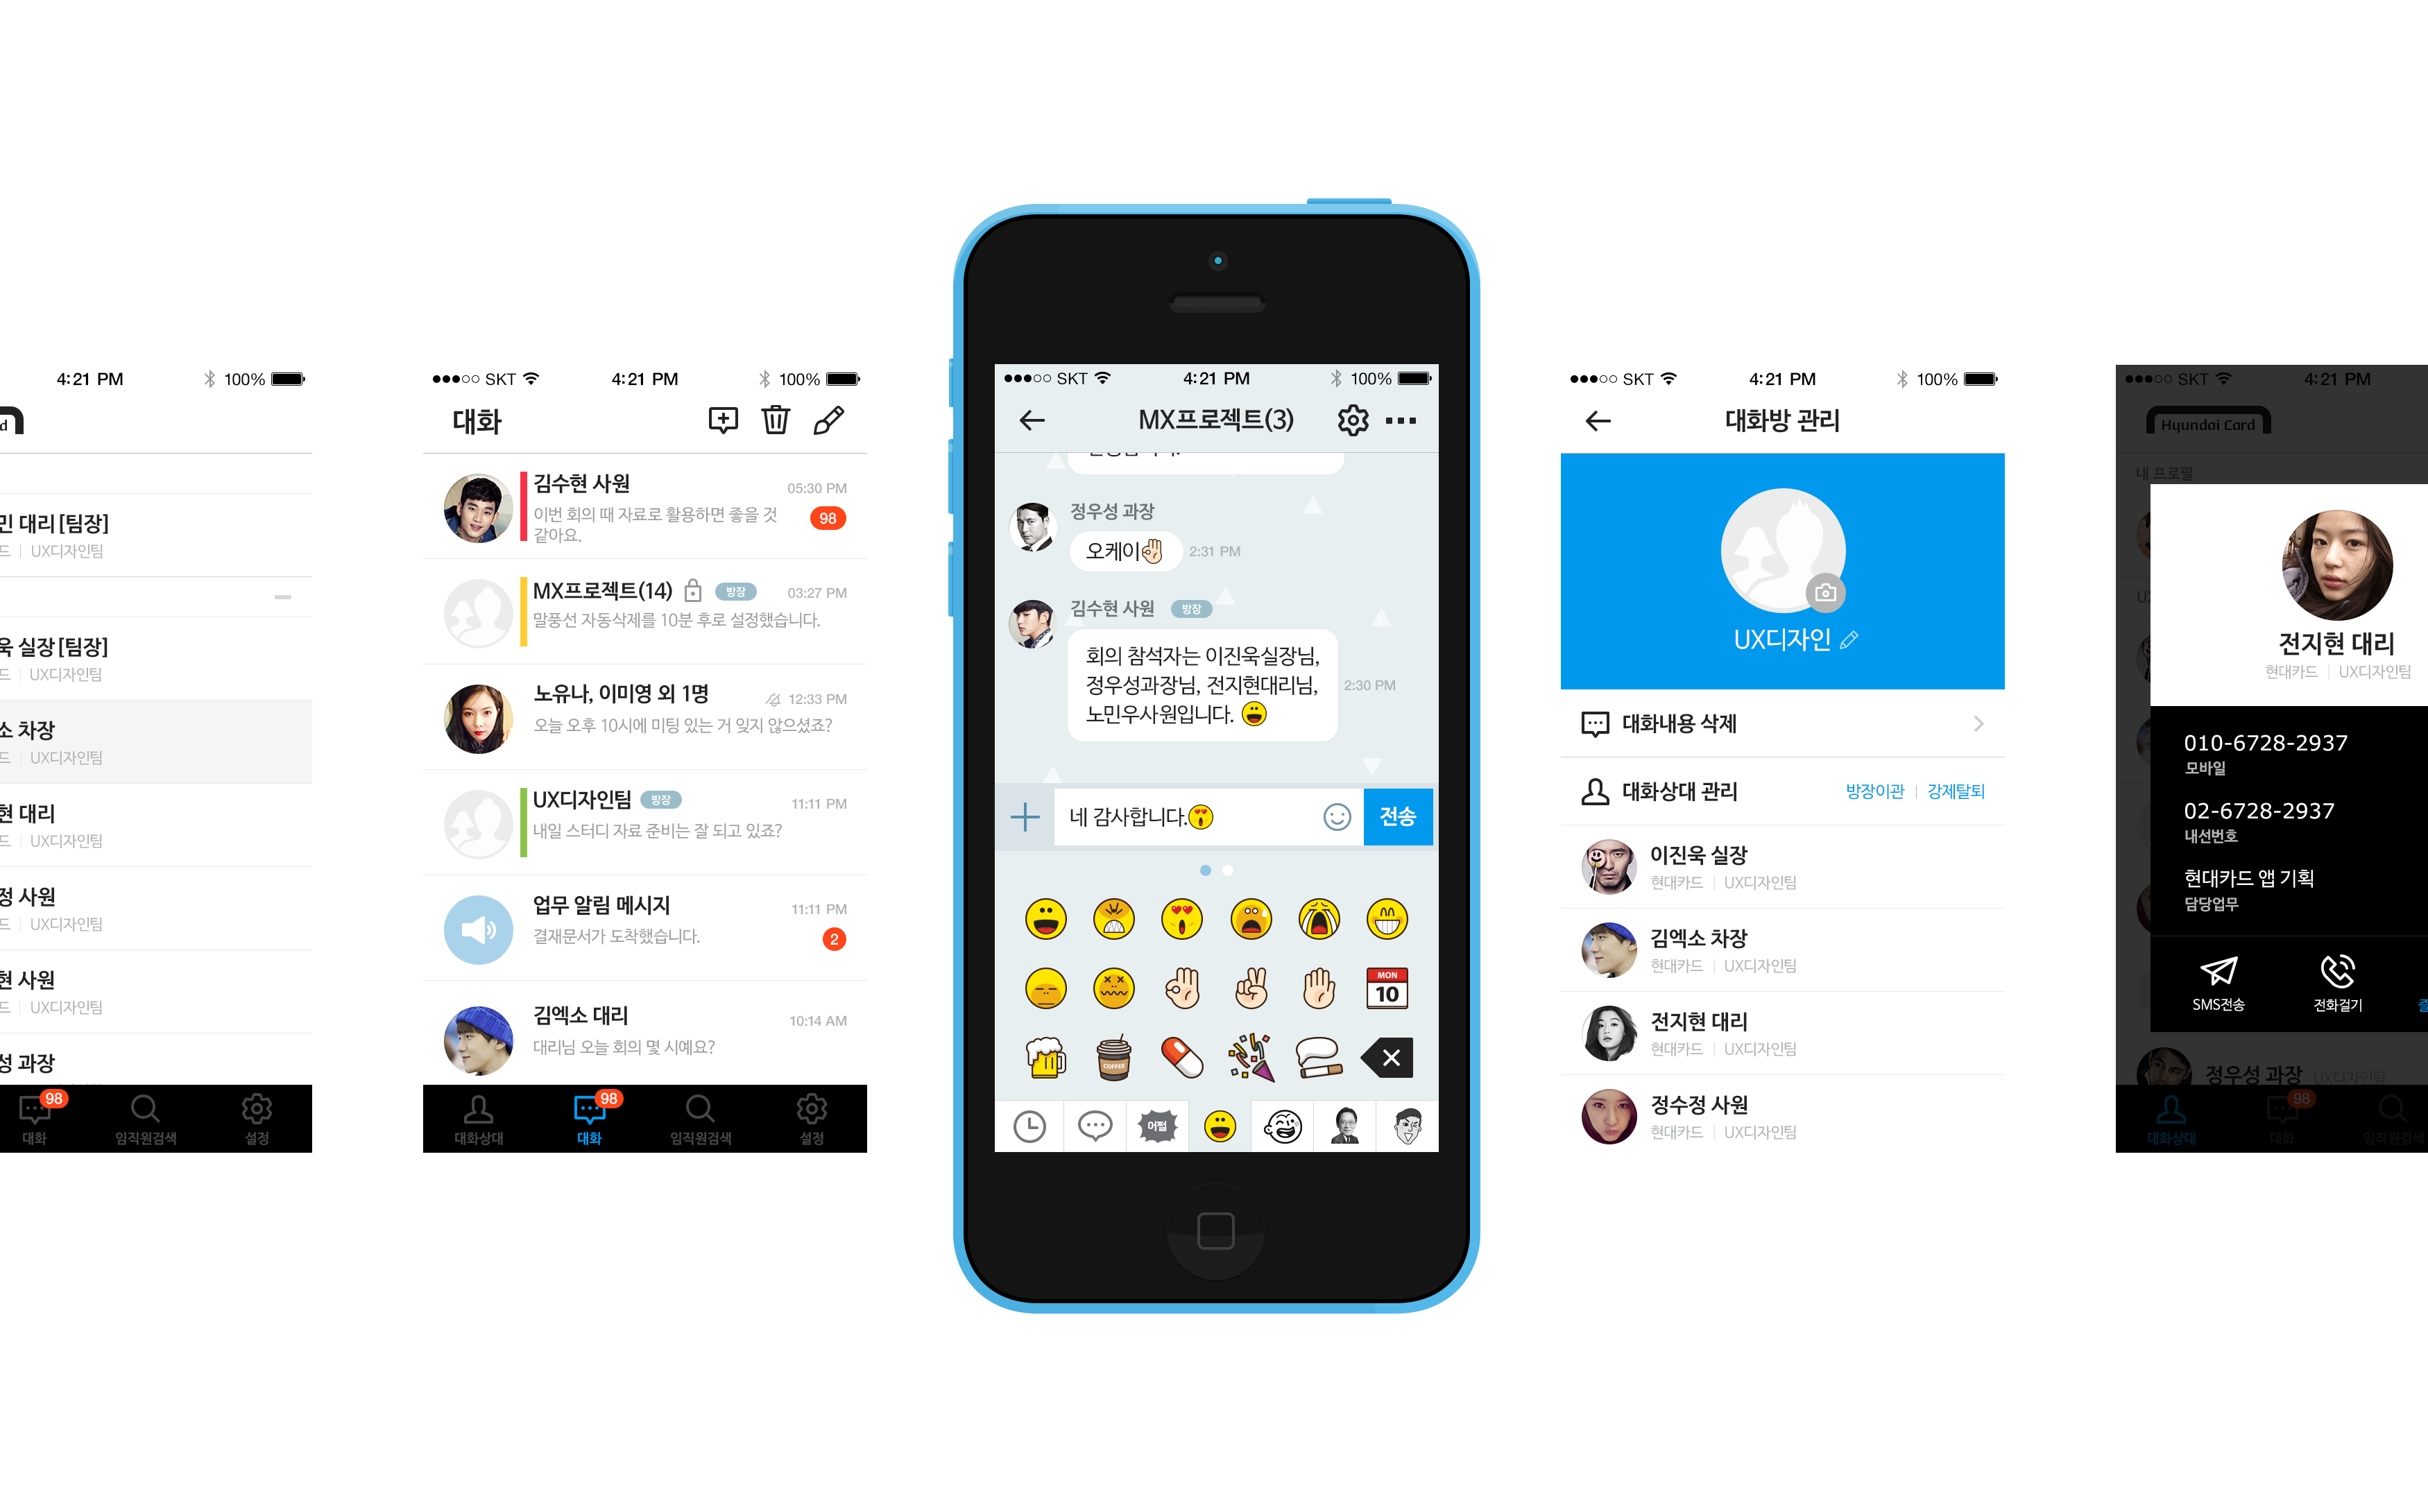 4:21 PM
100%
대리 [팀장]
UX디자인팀
실장 [팀장]
UX디자인팀
차장
UX디자인팀
대리
UX디자인팀
사원
UX디자인팀
사원
UX디자인팀
과장
98
대화
임직원검색
설정
SKT
4:21 PM
100%
대화
김수현 사원
05:30 PM
이번 회의 때 자료로 활용하면 좋을 것
같아요.
98
MX프로젝트(14)
방장
03:27 PM
말풍선 자동삭제를 10분 후로 설정했습니다.
노유나, 이미영 외 1명
12:33 PM
오늘 오후 10시에 미팅 있는 거 잊지 않으셨죠?
UX디자인팀
방장
11:11 PM
내일 스터디 자료 준비는 잘 되고 있죠?
업무 알림 메시지
11:11 PM
결재문서가 도착했습니다.
2
김엑소 대리
10:14 AM
대리님 오늘 회의 몇 시예요?
대화상대
98
대화
임직원검색
설정
SKT
4:21 PM
100%
MX프로젝트(3)
정우성 과장
오케이
2:31 PM
김수현 사원
방장
회의 참석자는 이진욱실장님,
정우성과장님, 전지현대리님,
노민우사원입니다.
2:30 PM
네 감사합니다.
전송
MON
10
COFFEE
어쩔
SKT
4:21 PM
100%
대화방 관리
UX디자인
대화내용 삭제
대화상대 관리
방장이관
강제탈퇴
이진욱 실장
현대카드 UX디자인팀
김엑소 차장
현대카드 UX디자인팀
전지현 대리
현대카드 UX디자인팀
정수정 사원
현대카드 UX디자인팀
SKT
4:21 PM
Hyundai Card
내 프로필
전지현 대리
현대카드 UX디자인팀
010-6728-2937
모바일
02-6728-2937
내선번호
현대카드 앱 기획
담당업무
SMS전송
전화걸기
정우성 과장 UX디자인팀
대화상대
98
대화
임직원검색